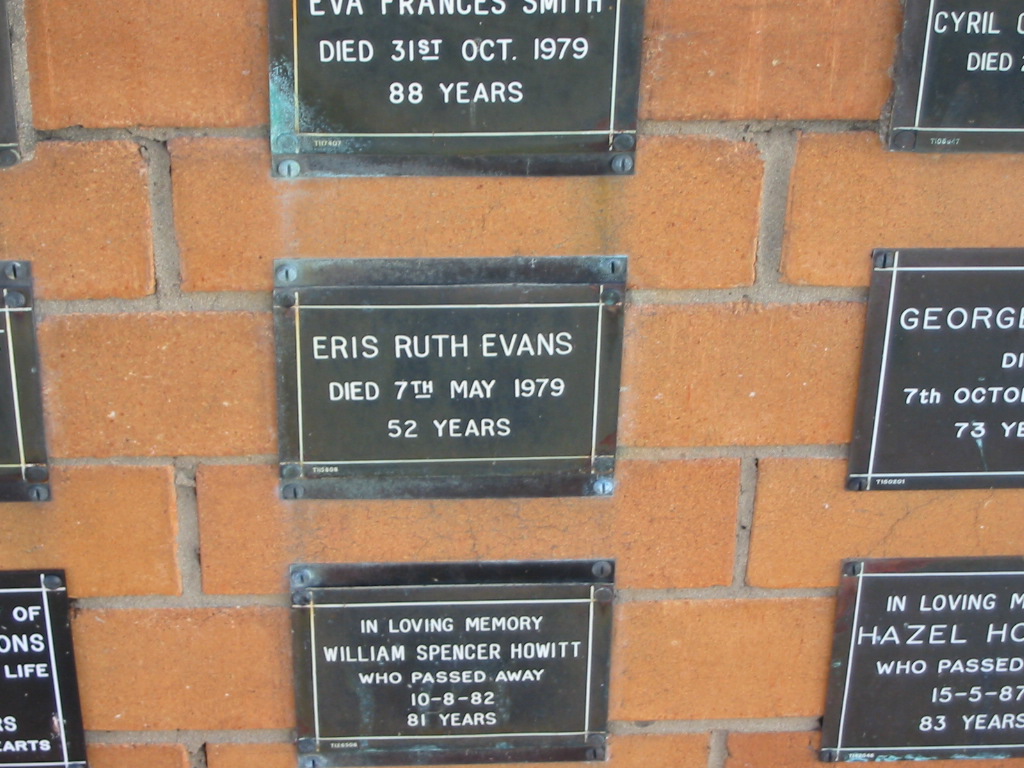 EVA FRANCES SMITH
DIED 31ST OCT. 1979
88 YEARS
T117407
CYRIL
DIED
ERIS RUTH EVANS
DIED 7TH MAY 1979
52 YEARS
GEORGE
7th
73
T160201
OF
LIFE
IN LOVING MEMORY
WILLIAM SPENCER HOWITT
WHO PASSED AWAY
10-8-82
81 YEARS
IN LOVING
HAZEL
WHO PASSED
15-5-87
83 YEARS